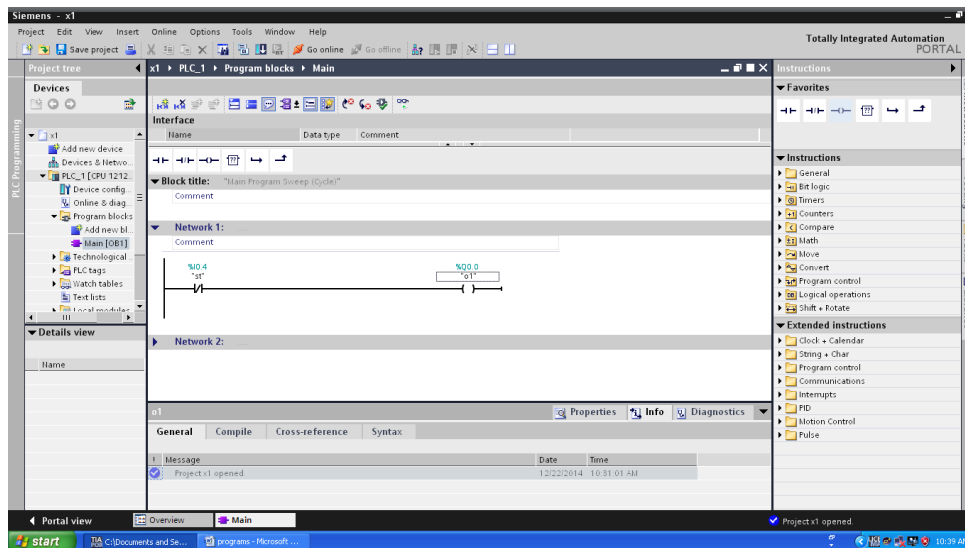 Siemens - x1
Project Edit View Insert Online Options Tools Window Help
Totally Integrated Automation
PORTAL
Save project
Go online
Go offline
Project tree
x1 PLC_1 Program blocks Main
Instructions
Devices
Favorites
PLC Programming
Interface
Name Data type Comment
x1
Add new device
Devices & Netwo...
PLC_1 [CPU 1212...
Device config...
Online & diag...
Program blocks
Add new bl...
Main [OB1]
Technological...
PLC tags
Watch tables
Text lists
Local modules
Block title: "Main Program Sweep (Cycle)"
Comment
Network 1: ....
Comment
%I0.4
"st"
%Q0.0
"o1"
Network 2: ....
Instructions
General
Bit logic
Timers
Counters
Compare
Math
Move
Convert
Program control
Logical operations
Shift + Rotate
Extended instructions
Clock + Calendar
String + Char
Program control
Communications
Interrupts
PID
Motion Control
Pulse
Details view
Name
o1
Properties Info Diagnostics
General Compile Cross-reference Syntax
! Message Date Time
Project x1 opened. 12/22/2014 10:31:01 AM
Portal view Overview Main
Project x1 opened.
start C:\Documents and Se... programs - Microsoft ... 10:39 AM